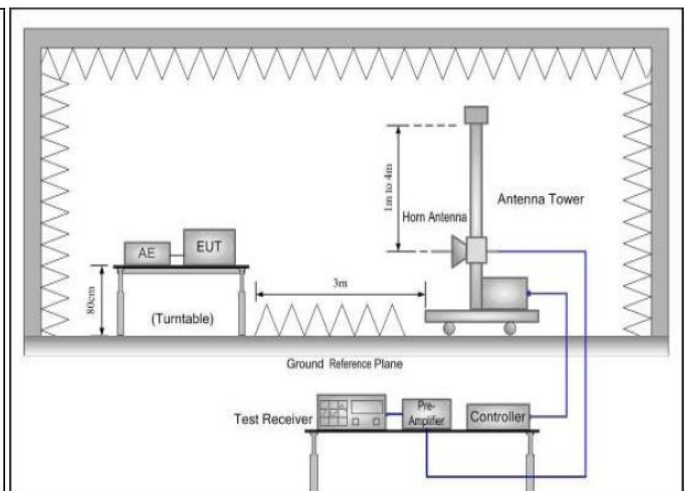 1m to 4m
Horn Antenna
Antenna Tower
AE
EUT
80cm
(Turntable)
3m
Ground Reference Plane
Test Receiver
Pre-
Amplifier
Controller